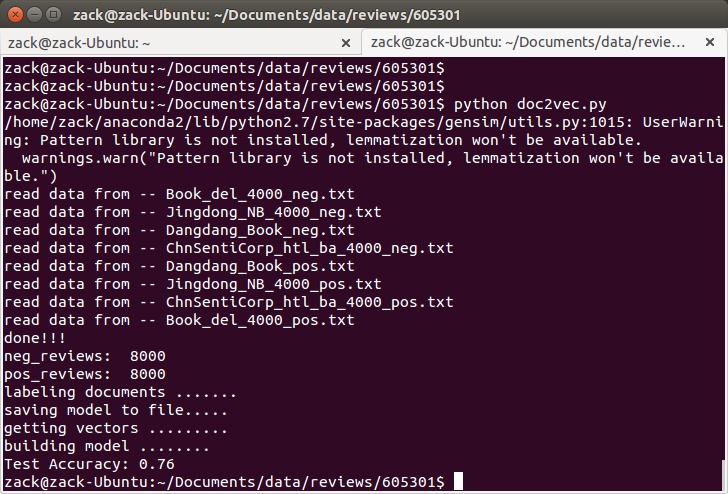 zack@zack-Ubuntu: ~/Documents/data/reviews/605301
zack@zack-Ubuntu: ~
zack@zack-Ubuntu: ~/Documents/data/revie...
zack@zack-Ubuntu:~/Documents/data/reviews/605301$
zack@zack-Ubuntu:~/Documents/data/reviews/605301$
zack@zack-Ubuntu:~/Documents/data/reviews/605301$ python doc2vec.py
/home/zack/anaconda2/lib/python2.7/site-packages/gensim/utils.py:1015: UserWarni
ng: Pattern library is not installed, lemmatization won't be available.
  warnings.warn("Pattern library is not installed, lemmatization won't be availa
ble.")
read data from -- Book_del_4000_neg.txt
read data from -- Jingdong_NB_4000_neg.txt
read data from -- Dangdang_Book_neg.txt
read data from -- ChnSentiCorp_htl_ba_4000_neg.txt
read data from -- Dangdang_Book_pos.txt
read data from -- Jingdong_NB_4000_pos.txt
read data from -- ChnSentiCorp_htl_ba_4000_pos.txt
read data from -- Book_del_4000_pos.txt
done!!!
neg_reviews:  8000
pos_reviews:  8000
labeling documents .......
saving model to file.....
getting vectors .........
building model ........
Test Accuracy: 0.76
zack@zack-Ubuntu:~/Documents/data/reviews/605301$